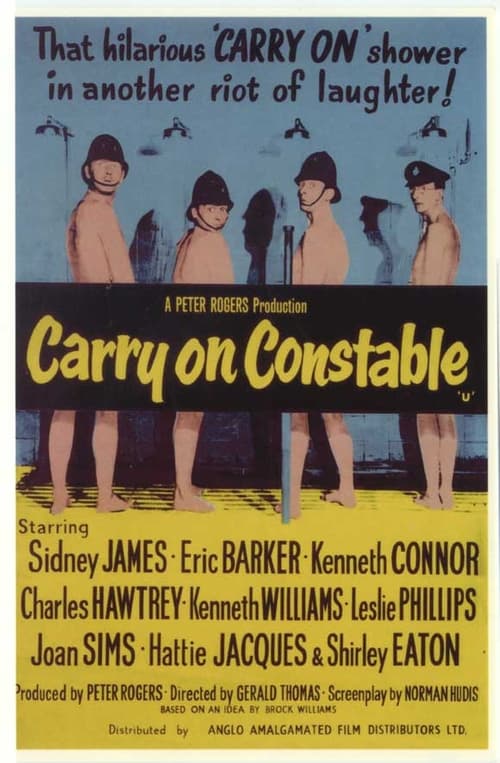 That hilarious 'CARRY ON' shower
in another riot of laughter!
A PETER ROGERS Production
Carry on Constable
'U'
Starring
Sidney JAMES · Eric BARKER · Kenneth CONNOR
Charles HAWTREY · Kenneth WILLIAMS · Leslie PHILLIPS
Joan SIMS · Hattie JACQUES & Shirley EATON
Produced by PETER ROGERS · Directed by GERALD THOMAS · Screenplay by NORMAN HUDIS
BASED ON AN IDEA BY BROCK WILLIAMS
Distributed by ANGLO AMALGAMATED FILM DISTRIBUTORS LTD.